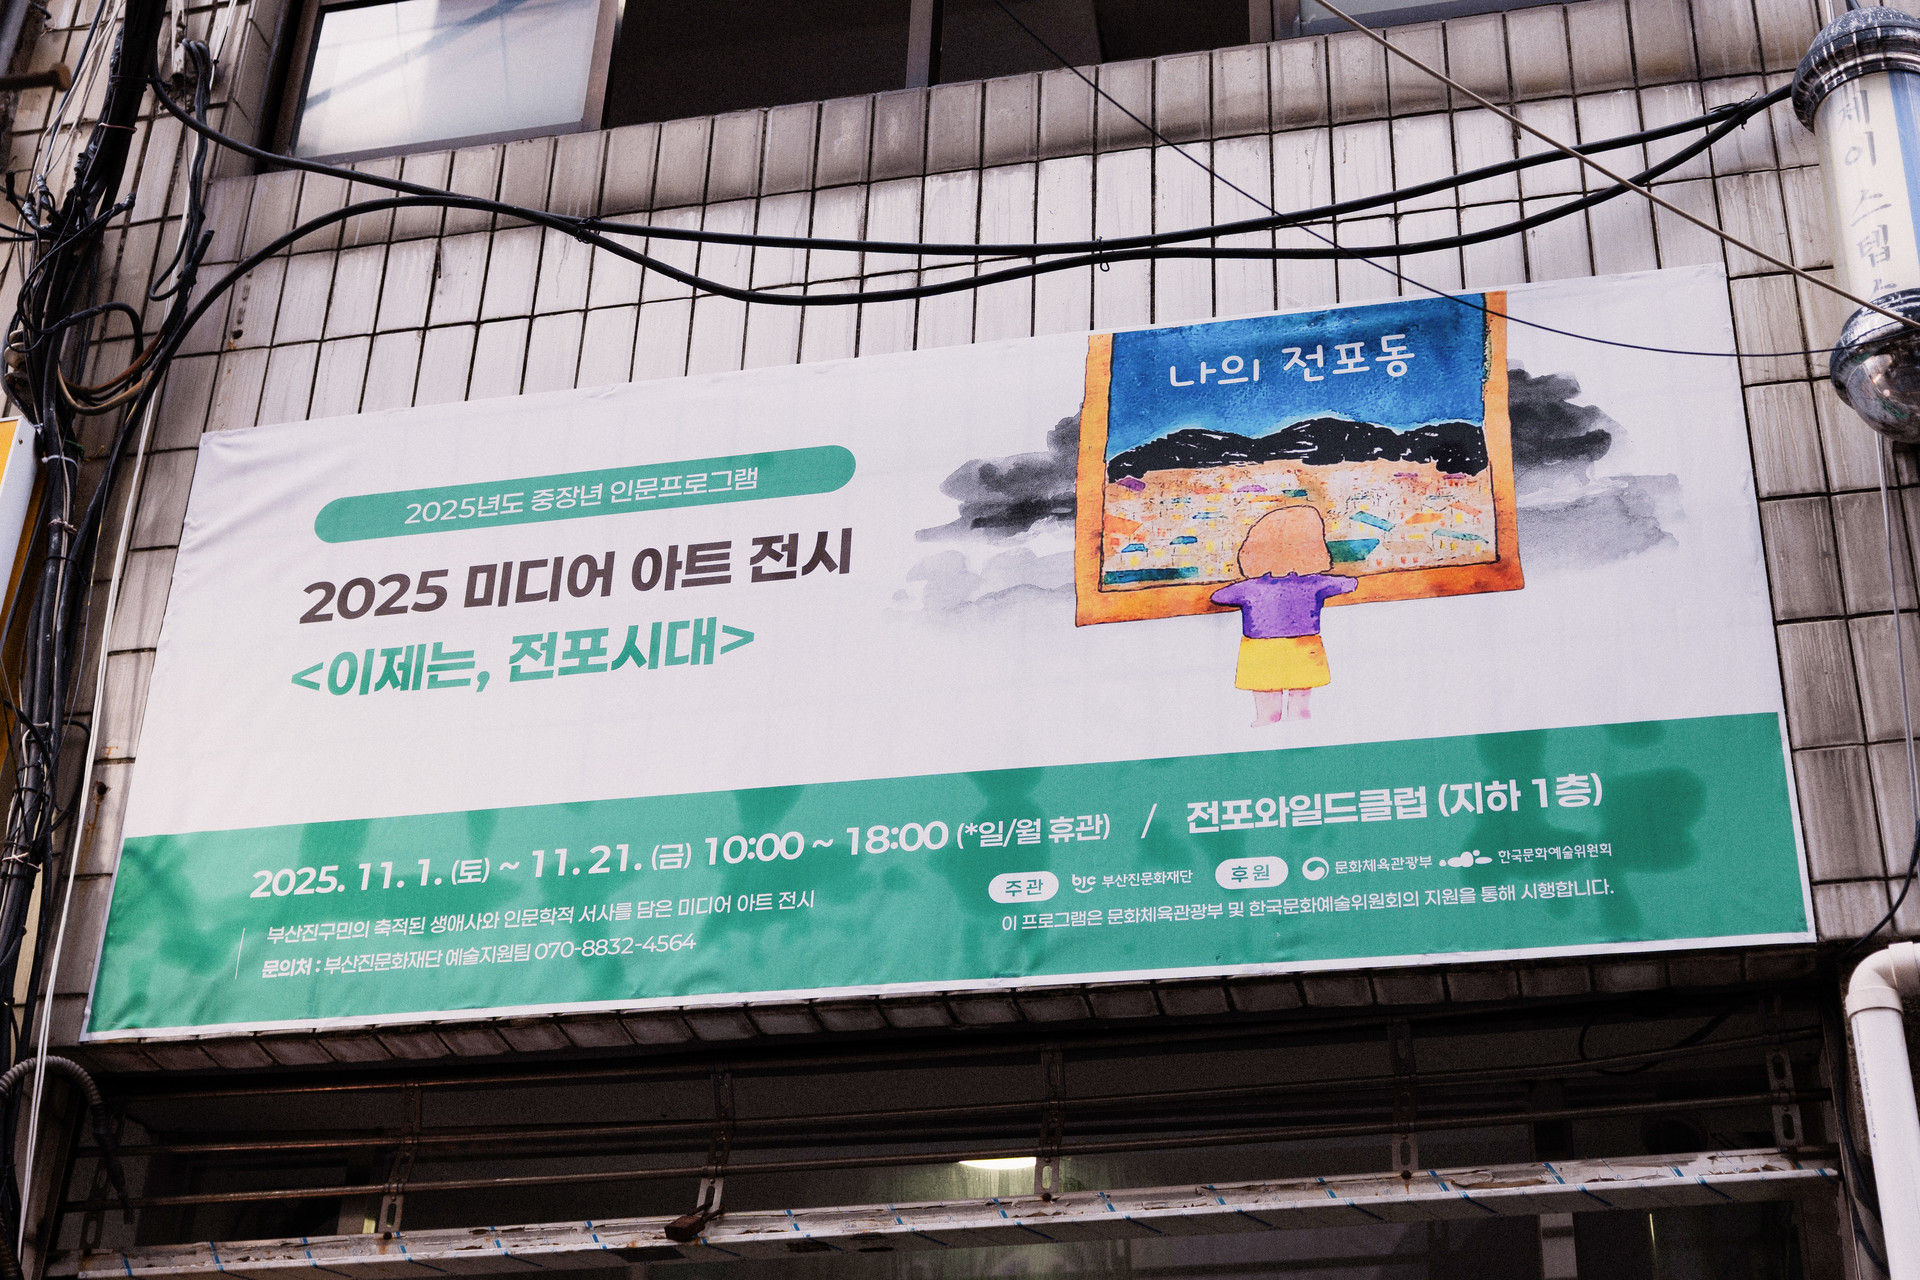 나의 전포동
2025년도 중장년 인문프로그램
2025 미디어 아트 전시
<이제는, 전포시대>
2025. 11. 1. (토) ~ 11. 21. (금) 10:00 ~ 18:00 (*일/월 휴관) / 전포와일드클럽 (지하 1층)
부산진구민의 축적된 생애사와 인문학적 서사를 담은 미디어 아트 전시
문의처 : 부산진문화재단 예술지원팀 070-8832-4564
주관 bjc 부산진문화재단 후원 문화체육관광부 한국문화예술위원회
이 프로그램은 문화체육관광부 및 한국문화예술위원회의 지원을 통해 시행합니다.
제이스텝